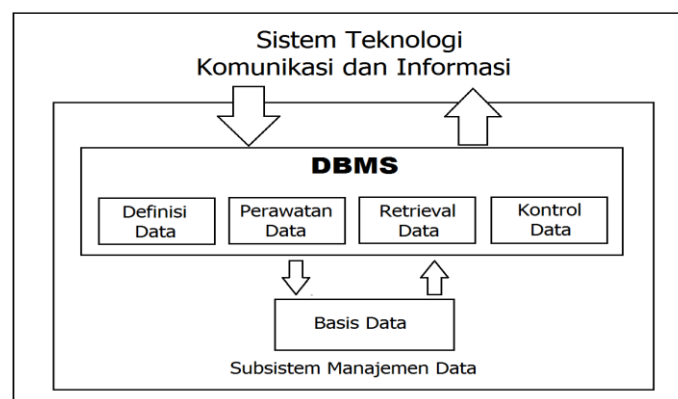 Sistem Teknologi
Komunikasi dan Informasi
DBMS
Definisi
Data
Perawatan
Data
Retrieval
Data
Kontrol
Data
Basis Data
Subsistem Manajemen Data